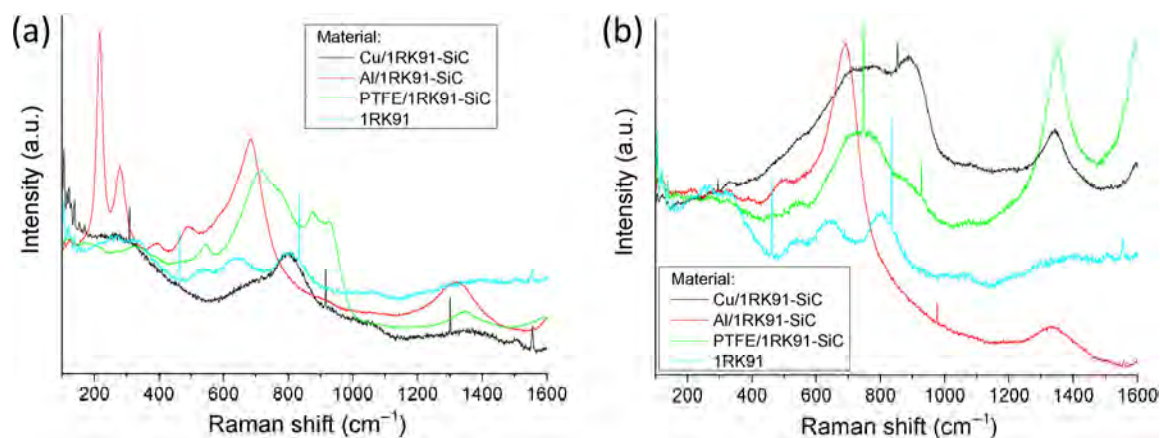 (a)
Material:
Cu/1RK91-SiC
Al/1RK91-SiC
PTFE/1RK91-SiC
1RK91
Intensity (a.u.)
200 400 600 800 1000 1200 1400 1600
Raman shift (cm⁻¹)
(b)
Intensity (a.u.)
Material:
Cu/1RK91-SiC
Al/1RK91-SiC
PTFE/1RK91-SiC
1RK91
200 400 600 800 1000 1200 1400 1600
Raman shift (cm⁻¹)